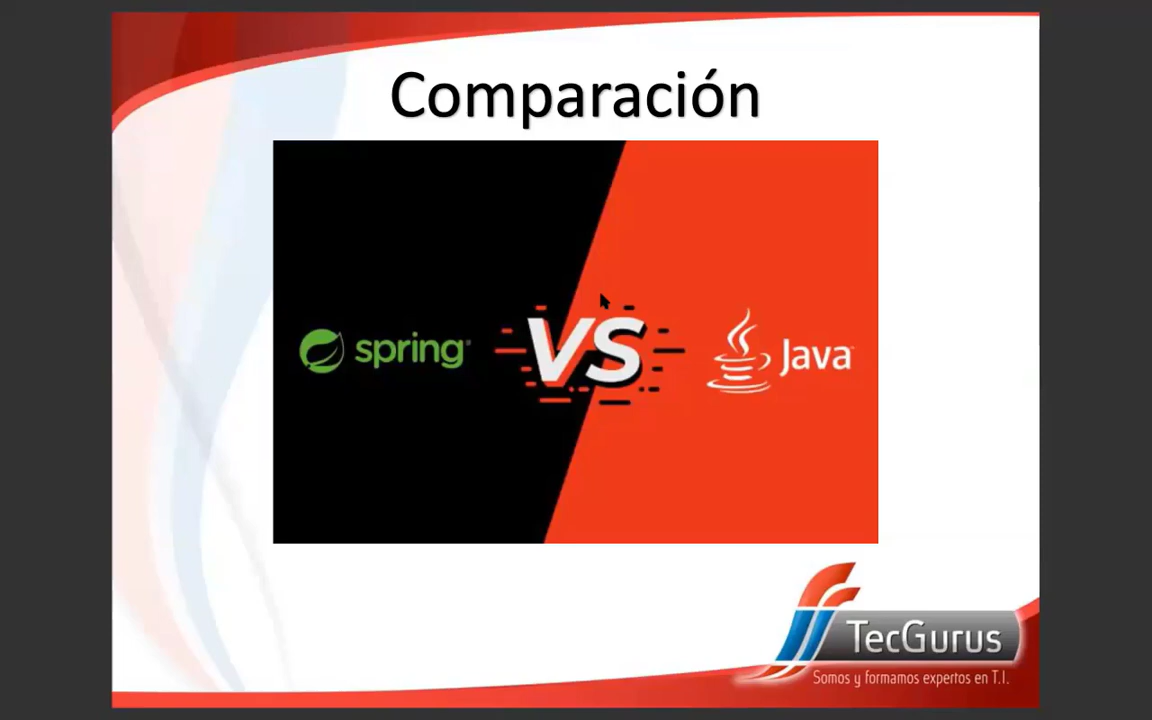 Comparación
spring
VS
Java
TecGurus
Somos y formamos expertos en T.I.